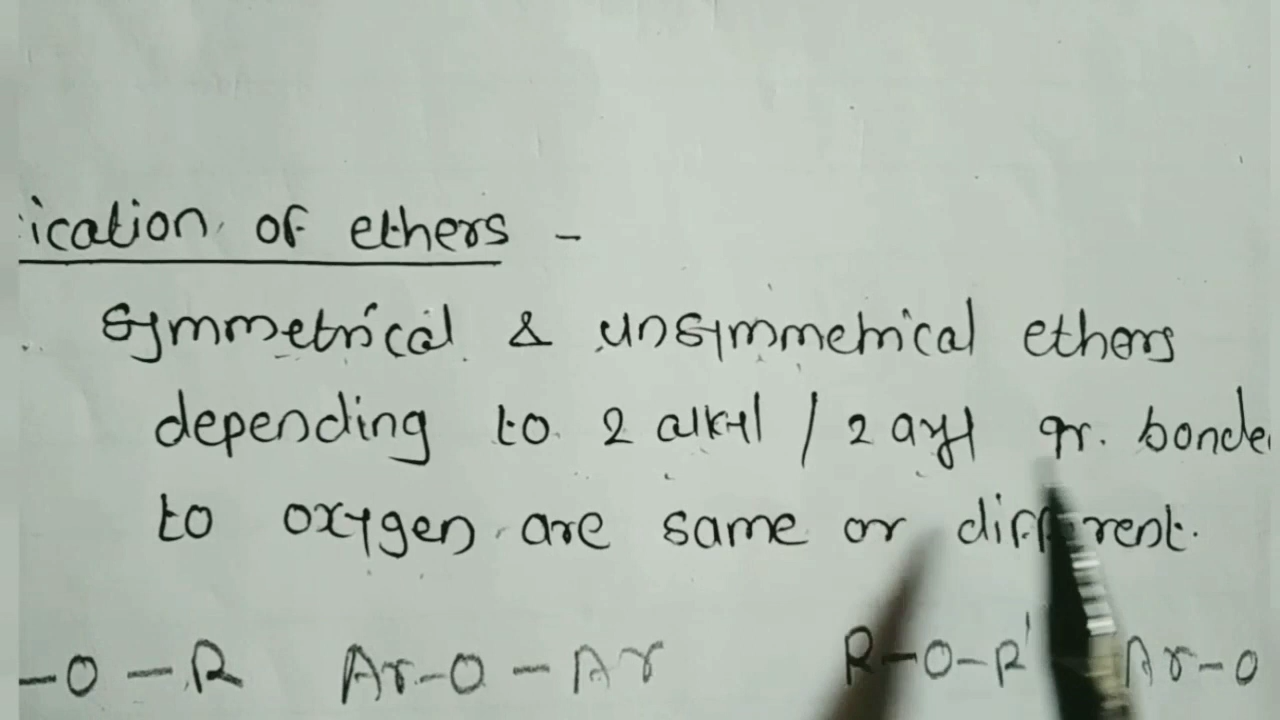 ication of ethers -
Symmetrical & unsymmetrical ethers
depending to 2 alkyl / 2 aryl gr. bonde
to oxygen are same or different.
-O-R Ar-O-Ar R-O-R' Ar-O